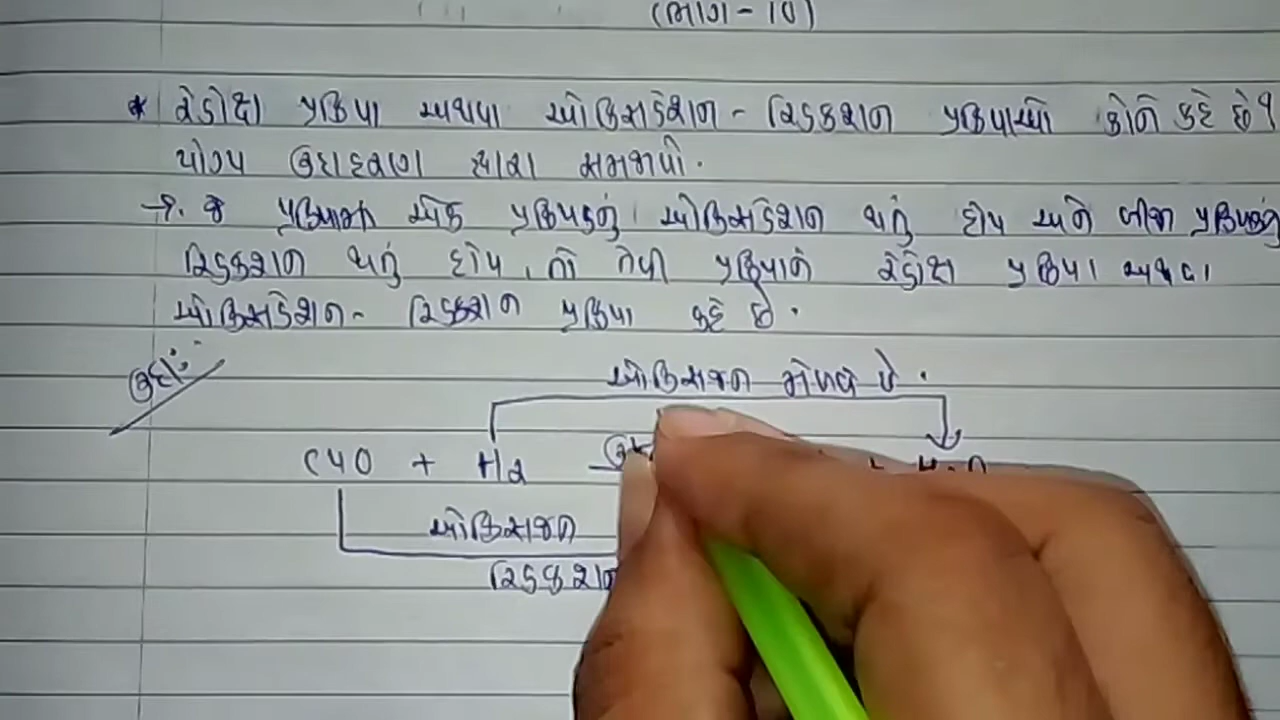 (ભાગ - 10)
* રેડોક્ષ પ્રક્રિયા અથવા ઓક્સિડેશન - રિડક્શન પ્રક્રિયાઓ કોને કહે છે?
યોગ્ય ઉદાહરણ સાથે સમજાવો.
→. જે પ્રક્રિયામાં એક પ્રક્રિયકનું ઓક્સિડેશન થતું હોય અને બીજા પ્રક્રિયકનું
રિડક્શન થતું હોય, તો તેવી પ્રક્રિયાને રેડોક્ષ પ્રક્રિયા અથવા
ઓક્સિડેશન - રિડક્શન પ્રક્રિયા કહે છે.
ઉદા:
ઓક્સિજન મેળવે છે.
CuO + H2
ઓક્સિજન
રિડક્શન